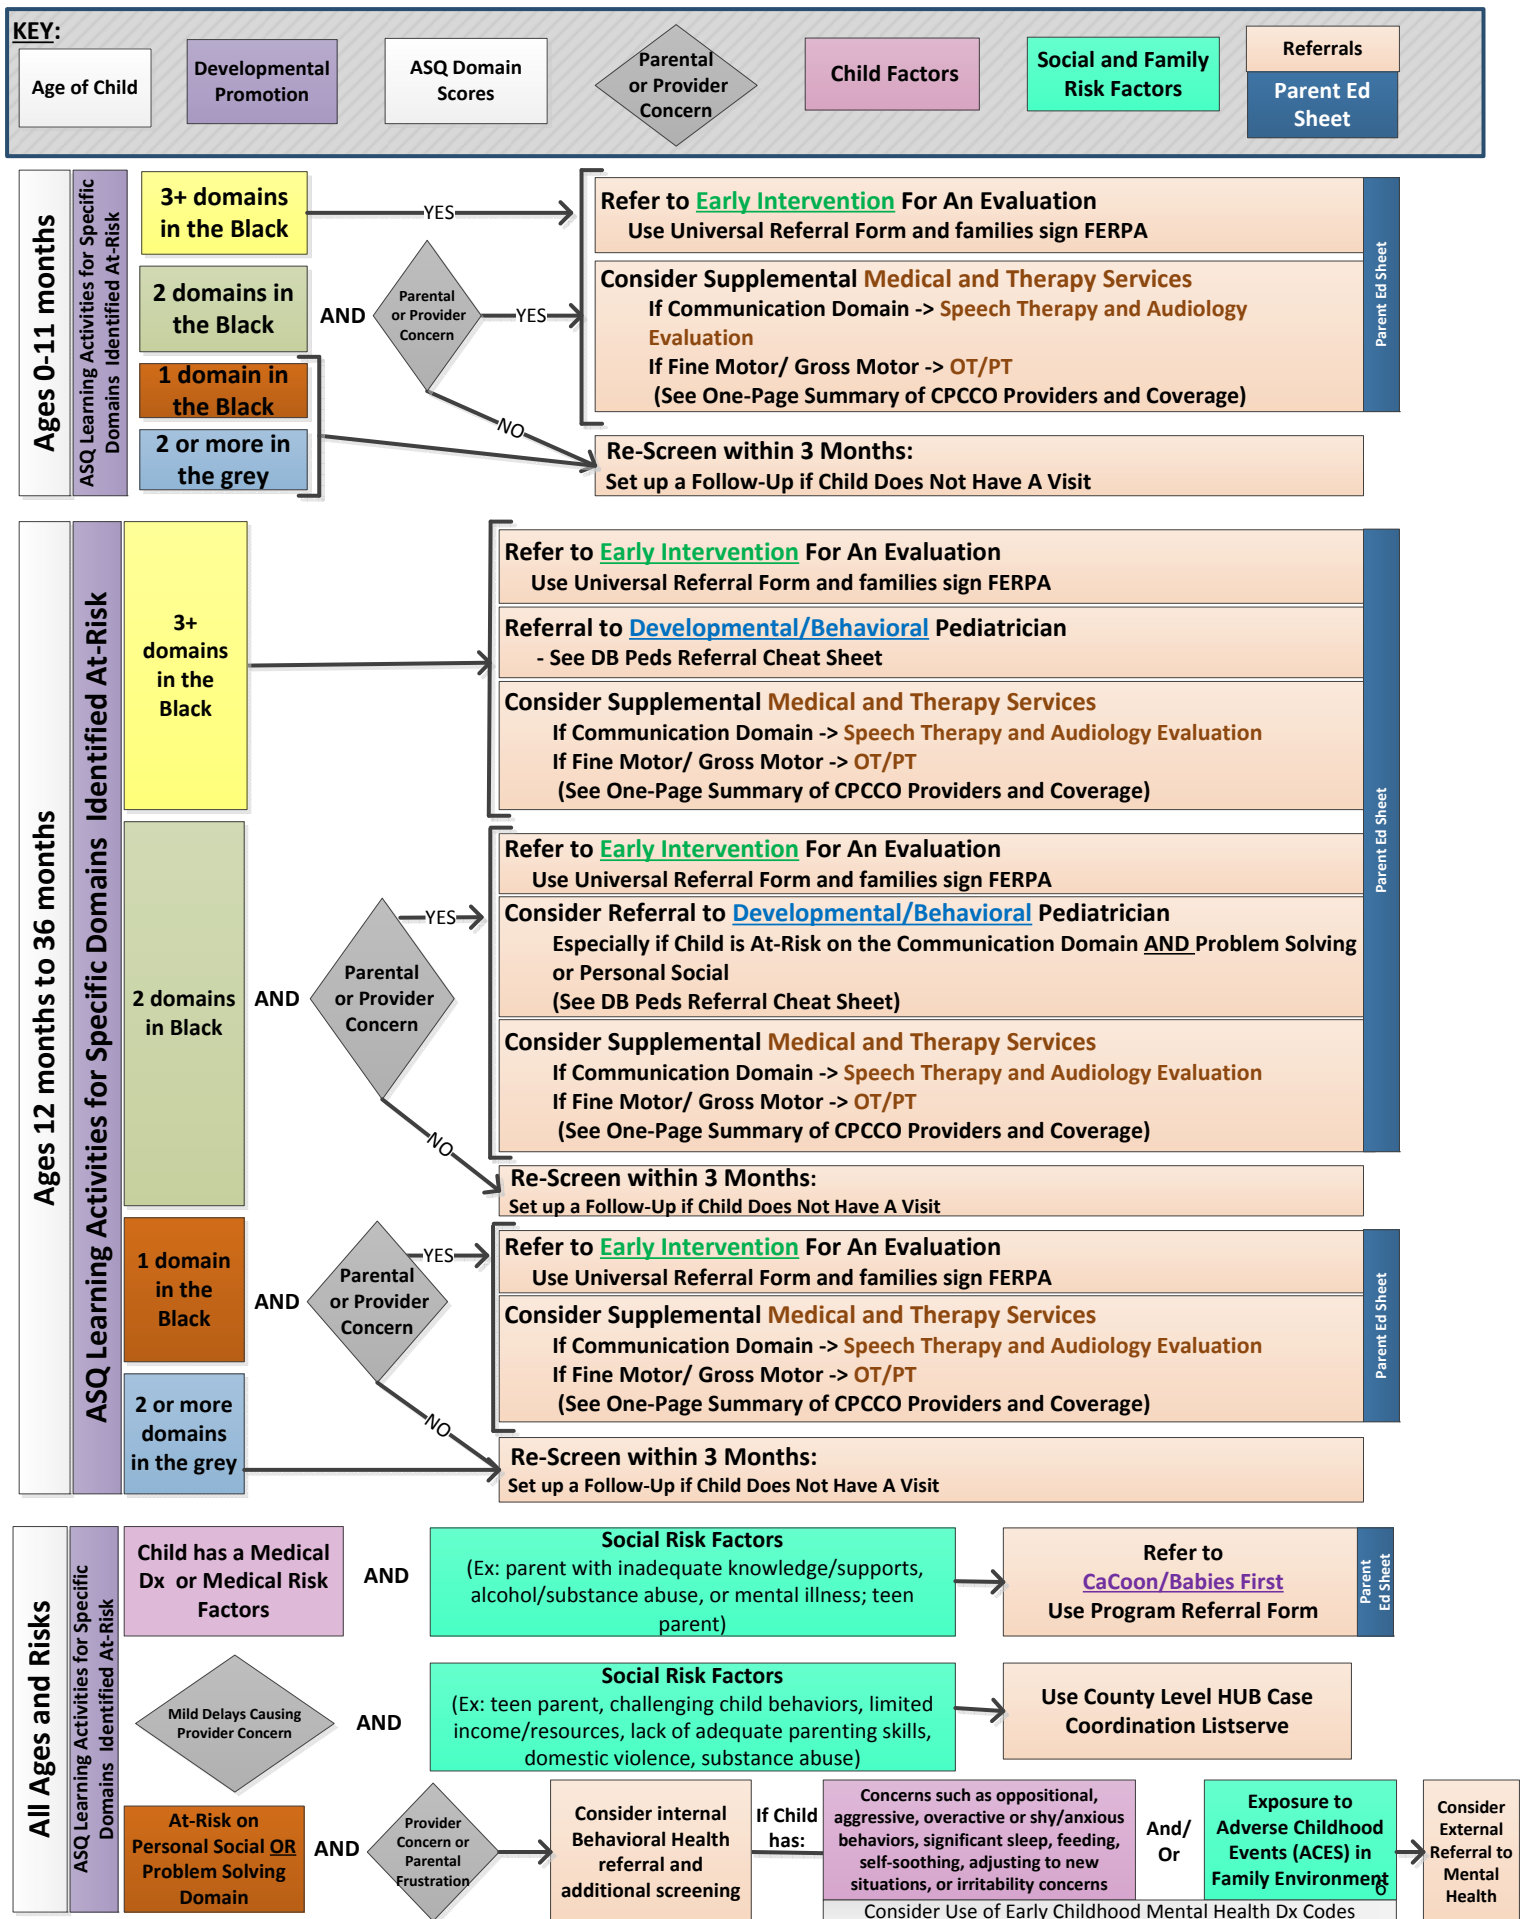 KEY:
Age of Child
Developmental
Promotion
ASQ Domain
Scores
Parental
or Provider
Concern
Child Factors
Social and Family
Risk Factors
Referrals
Parent Ed
Sheet
Ages 0-11 months
ASQ Learning Activities for Specific
Domains Identified At-Risk
3+ domains
in the Black
YES
2 domains in
the Black
AND
Parental
or Provider
Concern
YES
NO
1 domain in
the Black
2 or more in
the grey
Refer to Early Intervention For An Evaluation
Use Universal Referral Form and families sign FERPA
Consider Supplemental Medical and Therapy Services
If Communication Domain -> Speech Therapy and Audiology
Evaluation
If Fine Motor/ Gross Motor -> OT/PT
(See One-Page Summary of CPCCO Providers and Coverage)
Parent Ed Sheet
Re-Screen within 3 Months:
Set up a Follow-Up if Child Does Not Have A Visit
Ages 12 months to 36 months
ASQ Learning Activities for Specific Domains Identified At-Risk
3+
domains
in the
Black
Refer to Early Intervention For An Evaluation
Use Universal Referral Form and families sign FERPA
Referral to Developmental/Behavioral Pediatrician
- See DB Peds Referral Cheat Sheet
Consider Supplemental Medical and Therapy Services
If Communication Domain -> Speech Therapy and Audiology Evaluation
If Fine Motor/ Gross Motor -> OT/PT
(See One-Page Summary of CPCCO Providers and Coverage)
Parent Ed Sheet
2 domains
in Black
AND
Parental
or Provider
Concern
YES
NO
Refer to Early Intervention For An Evaluation
Use Universal Referral Form and families sign FERPA
Consider Referral to Developmental/Behavioral Pediatrician
Especially if Child is At-Risk on the Communication Domain AND Problem Solving
or Personal Social
(See DB Peds Referral Cheat Sheet)
Consider Supplemental Medical and Therapy Services
If Communication Domain -> Speech Therapy and Audiology Evaluation
If Fine Motor/ Gross Motor -> OT/PT
(See One-Page Summary of CPCCO Providers and Coverage)
Re-Screen within 3 Months:
Set up a Follow-Up if Child Does Not Have A Visit
1 domain
in the
Black
AND
Parental
or Provider
Concern
YES
NO
Refer to Early Intervention For An Evaluation
Use Universal Referral Form and families sign FERPA
Consider Supplemental Medical and Therapy Services
If Communication Domain -> Speech Therapy and Audiology Evaluation
If Fine Motor/ Gross Motor -> OT/PT
(See One-Page Summary of CPCCO Providers and Coverage)
Parent Ed Sheet
2 or more
domains
in the grey
Re-Screen within 3 Months:
Set up a Follow-Up if Child Does Not Have A Visit
All Ages and Risks
ASQ Learning Activities for Specific
Domains Identified At-Risk
Child has a Medical
Dx or Medical Risk
Factors
AND
Social Risk Factors
(Ex: parent with inadequate knowledge/supports,
alcohol/substance abuse, or mental illness; teen
parent)
Refer to
CaCoon/Babies First
Use Program Referral Form
Parent
Ed Sheet
Mild Delays Causing
Provider Concern
AND
Social Risk Factors
(Ex: teen parent, challenging child behaviors, limited
income/resources, lack of adequate parenting skills,
domestic violence, substance abuse)
Use County Level HUB Case
Coordination Listserve
At-Risk on
Personal Social OR
Problem Solving
Domain
AND
Provider
Concern or
Parental
Frustration
Consider internal
Behavioral Health
referral and
additional screening
If Child
has:
Concerns such as oppositional,
aggressive, overactive or shy/anxious
behaviors, significant sleep, feeding,
self-soothing, adjusting to new
situations, or irritability concerns
And/
Or
Exposure to
Adverse Childhood
Events (ACES) in
Family Environment
6
Consider
External
Referral to
Mental
Health
Consider Use of Early Childhood Mental Health Dx Codes